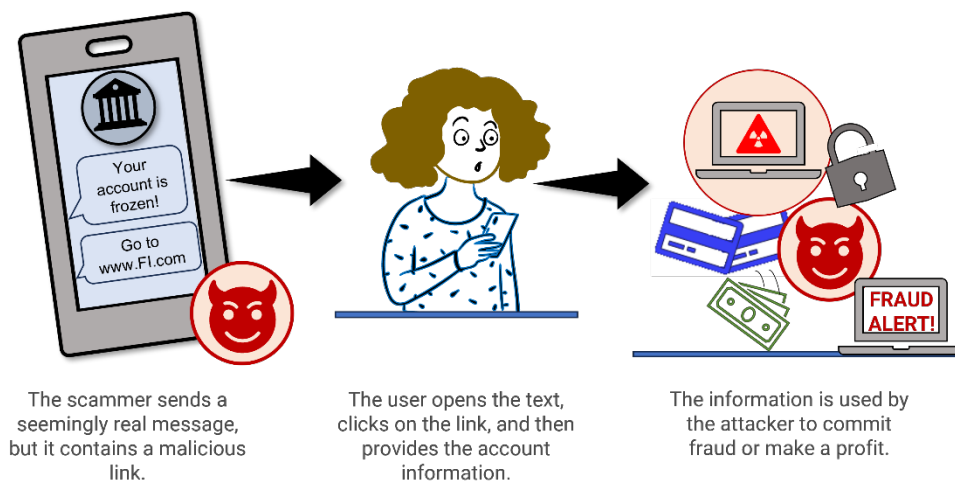 Your
account is
frozen!
Go to
www.FI.com
FRAUD
ALERT!
The scammer sends a
seemingly real message,
but it contains a malicious
link.
The user opens the text,
clicks on the link, and then
provides the account
information.
The information is used by
the attacker to commit
fraud or make a profit.